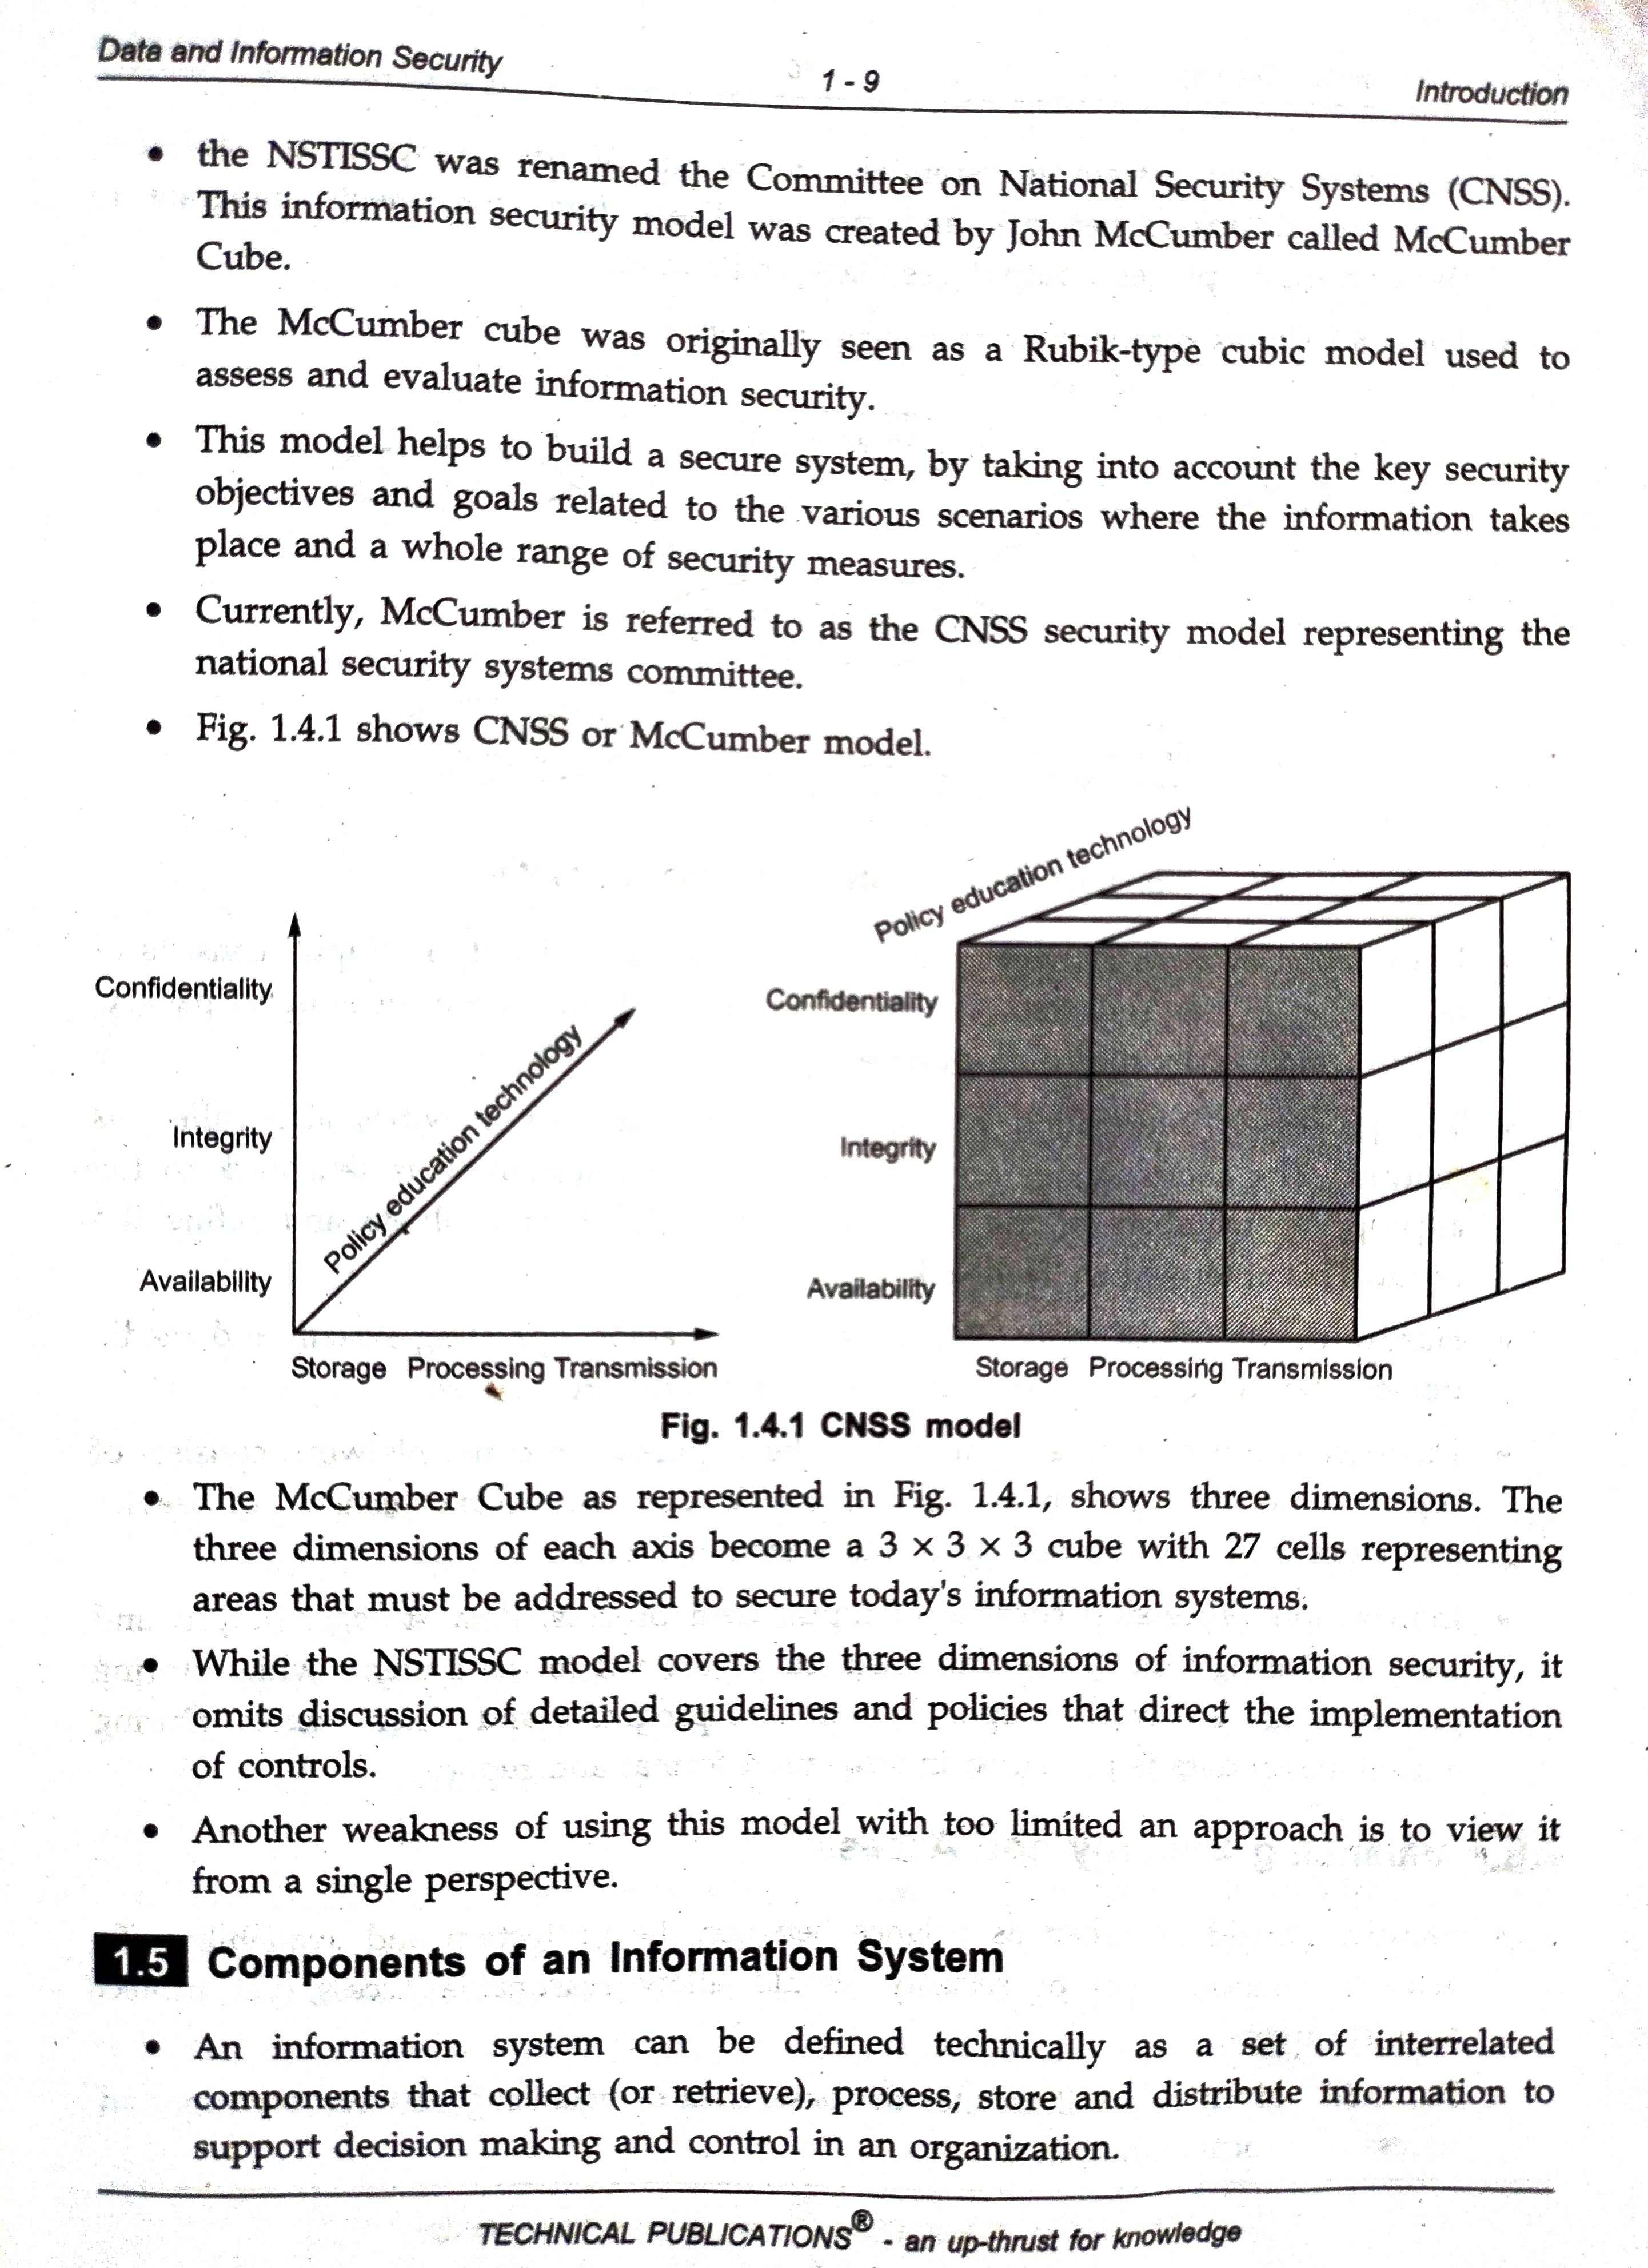 Data and Information Security
1 - 9
Introduction
• the NSTISSC was renamed the Committee on National Security Systems (CNSS).
This information security model was created by John McCumber called McCumber
Cube.
• The McCumber cube was originally seen as a Rubik-type cubic model used to
assess and evaluate information security.
• This model helps to build a secure system, by taking into account the key security
objectives and goals related to the various scenarios where the information takes
place and a whole range of security measures.
• Currently, McCumber is referred to as the CNSS security model representing the
national security systems committee.
• Fig. 1.4.1 shows CNSS or McCumber model.
Confidentiality
Integrity
Availability
Policy education technology
Storage Processing Transmission
Policy education technology
Confidentiality
Integrity
Availability
Storage Processing Transmission
Fig. 1.4.1 CNSS model
• The McCumber Cube as represented in Fig. 1.4.1, shows three dimensions. The
three dimensions of each axis become a 3 × 3 × 3 cube with 27 cells representing
areas that must be addressed to secure today's information systems.
• While the NSTISSC model covers the three dimensions of information security, it
omits discussion of detailed guidelines and policies that direct the implementation
of controls.
• Another weakness of using this model with too limited an approach is to view it
from a single perspective.
1.5 Components of an Information System
• An information system can be defined technically as a set of interrelated
components that collect (or retrieve), process, store and distribute information to
support decision making and control in an organization.
TECHNICAL PUBLICATIONS® - an up-thrust for knowledge